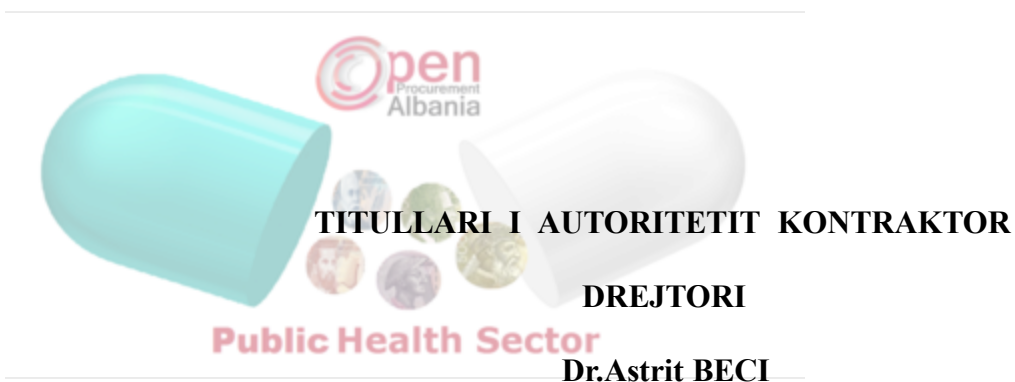 Open
Procurement
Albania
TITULLARI I AUTORITETIT KONTRAKTOR
DREJTORI
Public Health Sector
Dr.Astrit BECI